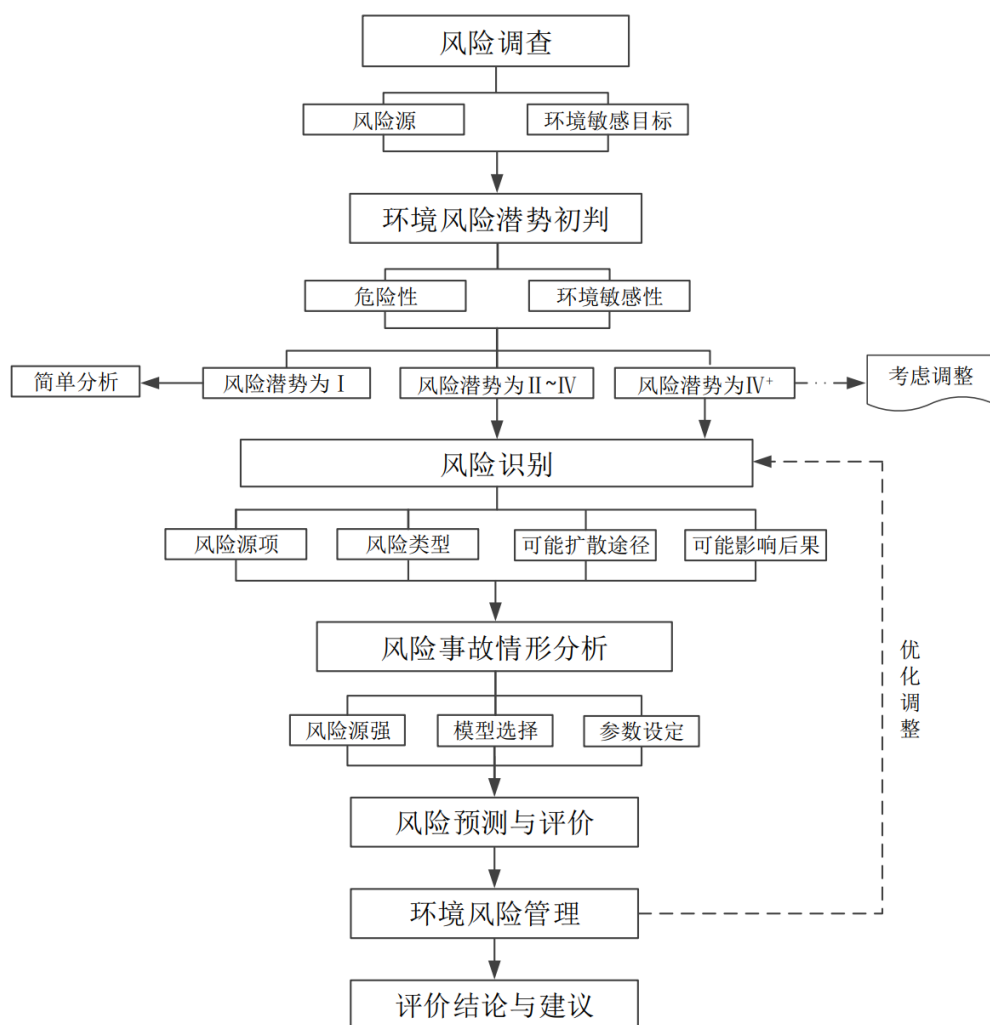 风险调查
风险源
环境敏感目标
环境风险潜势初判
危险性
环境敏感性
简单分析
风险潜势为Ⅰ
风险潜势为Ⅱ~Ⅳ
风险潜势为Ⅳ⁺
考虑调整
风险识别
风险源项
风险类型
可能扩散途径
可能影响后果
风险事故情形分析
优化调整
风险源强
模型选择
参数设定
风险预测与评价
环境风险管理
评价结论与建议